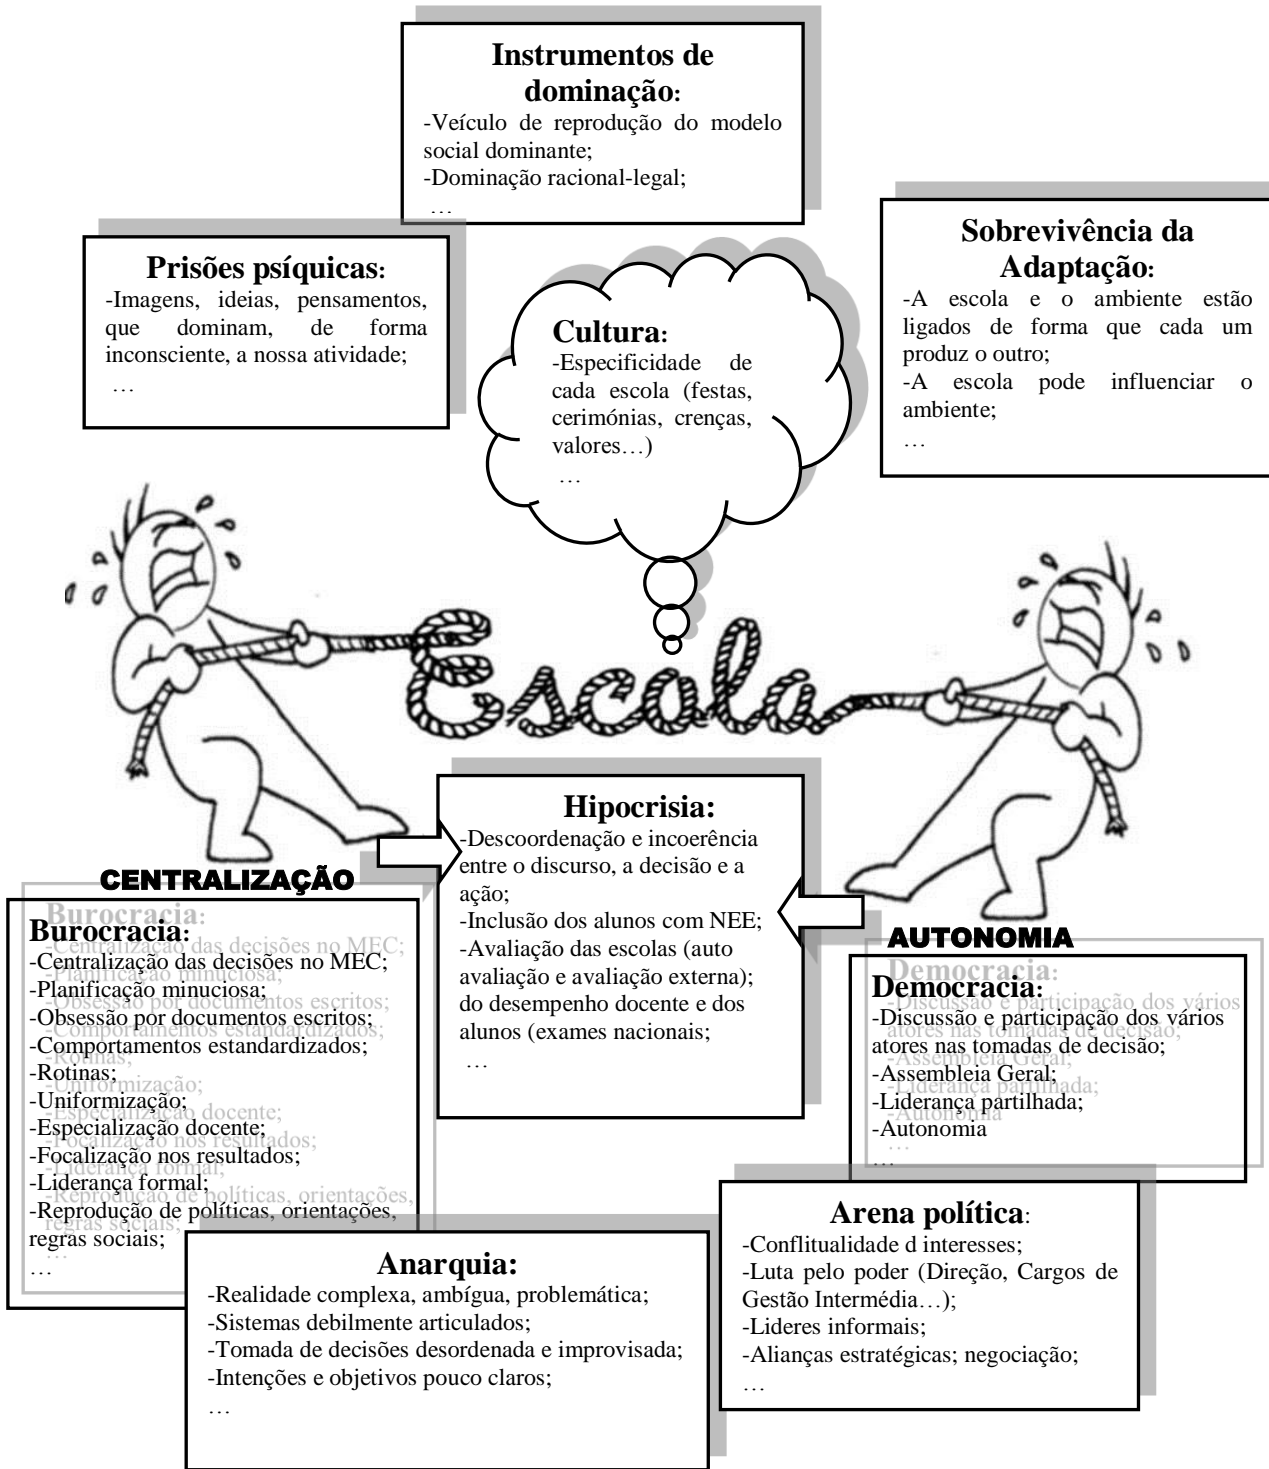 Instrumentos de
dominação:
-Veículo de reprodução do modelo
social dominante;
-Dominação racional-legal;
…
Prisões psíquicas:
-Imagens, ideias, pensamentos,
que dominam, de forma
inconsciente, a nossa atividade;
…
Cultura:
-Especificidade de
cada escola (festas,
cerimónias, crenças,
valores…)
…
Sobrevivência da
Adaptação:
-A escola e o ambiente estão
ligados de forma que cada um
produz o outro;
-A escola pode influenciar o
ambiente;
…
Escola
Hipocrisia:
-Descoordenação e incoerência
entre o discurso, a decisão e a
ação;
-Inclusão dos alunos com NEE;
-Avaliação das escolas (auto
avaliação e avaliação externa);
do desempenho docente e dos
alunos (exames nacionais;
…
CENTRALIZAÇÃO
Burocracia:
-Centralização das decisões no MEC;
-Planificação minuciosa;
-Obsessão por documentos escritos;
-Comportamentos estandardizados;
-Rotinas;
-Uniformização;
-Especialização docente;
-Focalização nos resultados;
-Liderança formal;
-Reprodução de políticas, orientações,
regras sociais;
…
AUTONOMIA
Democracia:
-Discussão e participação dos vários
atores nas tomadas de decisão;
-Assembleia Geral;
-Liderança partilhada;
-Autonomia
…
Anarquia:
-Realidade complexa, ambígua, problemática;
-Sistemas debilmente articulados;
-Tomada de decisões desordenada e improvisada;
-Intenções e objetivos pouco claros;
…
Arena política:
-Conflitualidade d interesses;
-Luta pelo poder (Direção, Cargos de
Gestão Intermédia…);
-Lideres informais;
-Alianças estratégicas; negociação;
…